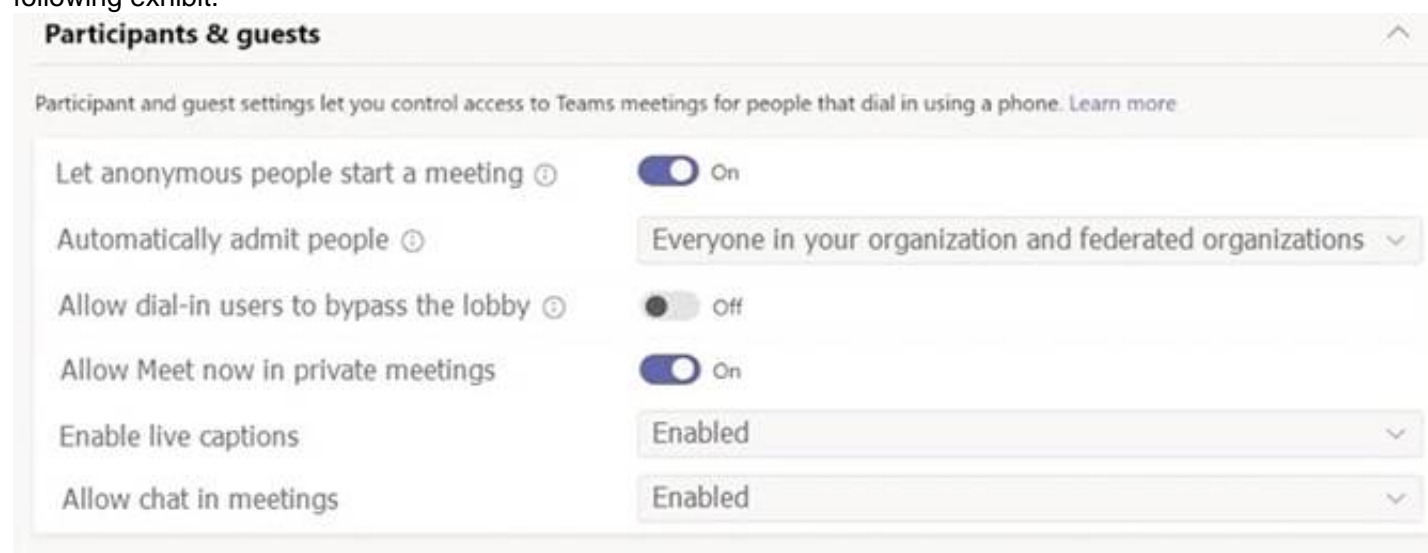 following exhibit.
Participants & guests
Participant and guest settings let you control access to Teams meetings for people that dial in using a phone. Learn more
Let anonymous people start a meeting On
Automatically admit people Everyone in your organization and federated organizations
Allow dial-in users to bypass the lobby Off
Allow Meet now in private meetings On
Enable live captions Enabled
Allow chat in meetings Enabled